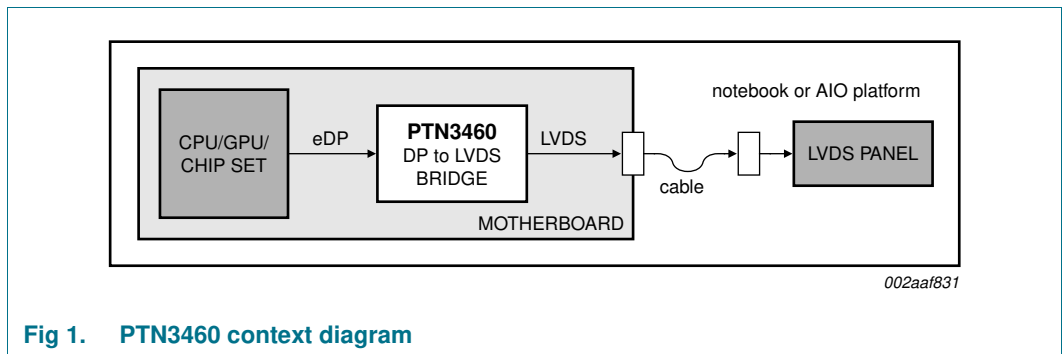 notebook or AIO platform
CPU/GPU/
CHIP SET
eDP
PTN3460
DP to LVDS
BRIDGE
LVDS
cable
LVDS PANEL
MOTHERBOARD
002aaf831
Fig 1. PTN3460 context diagram